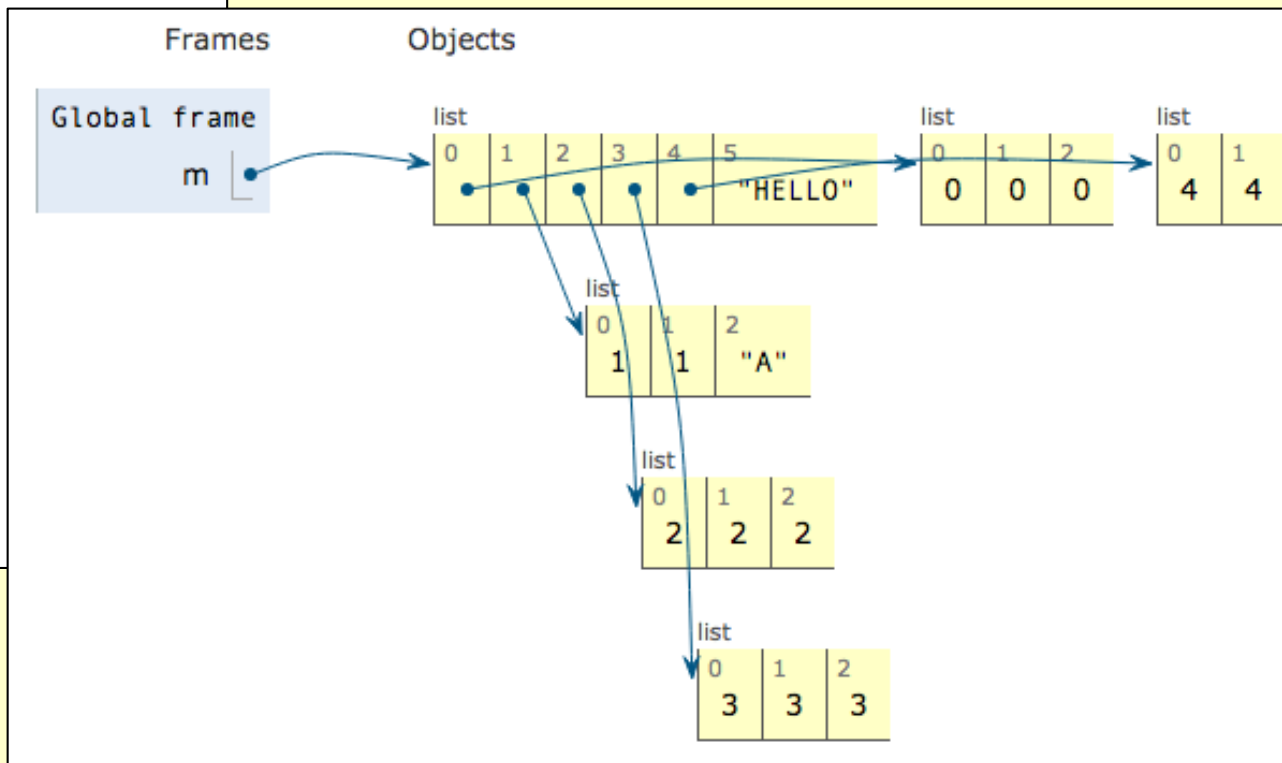 Frames Objects
Global frame
m
list list list
0 1 2 3 4 5 0 1 2 0 1
"HELLO" 0 0 0 4 4
list
0 1 2
1 1 "A"
list
0 1 2
2 2 2
list
0 1 2
3 3 3